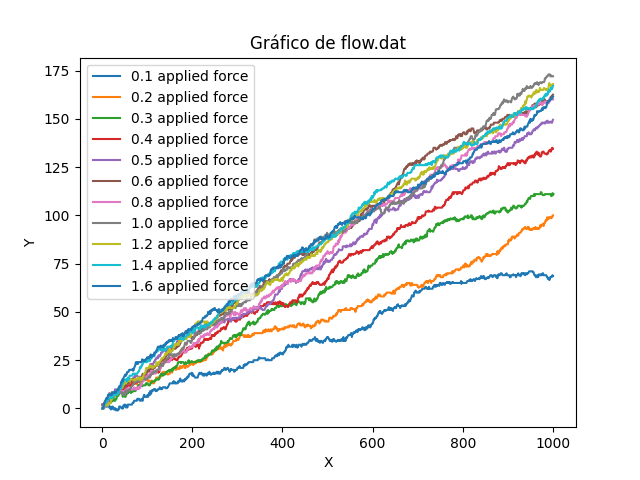 Gráfico de flow.dat
175
150
125
100
75
50
25
0
Y
0.1 applied force
0.2 applied force
0.3 applied force
0.4 applied force
0.5 applied force
0.6 applied force
0.8 applied force
1.0 applied force
1.2 applied force
1.4 applied force
1.6 applied force
0 200 400 600 800 1000
X